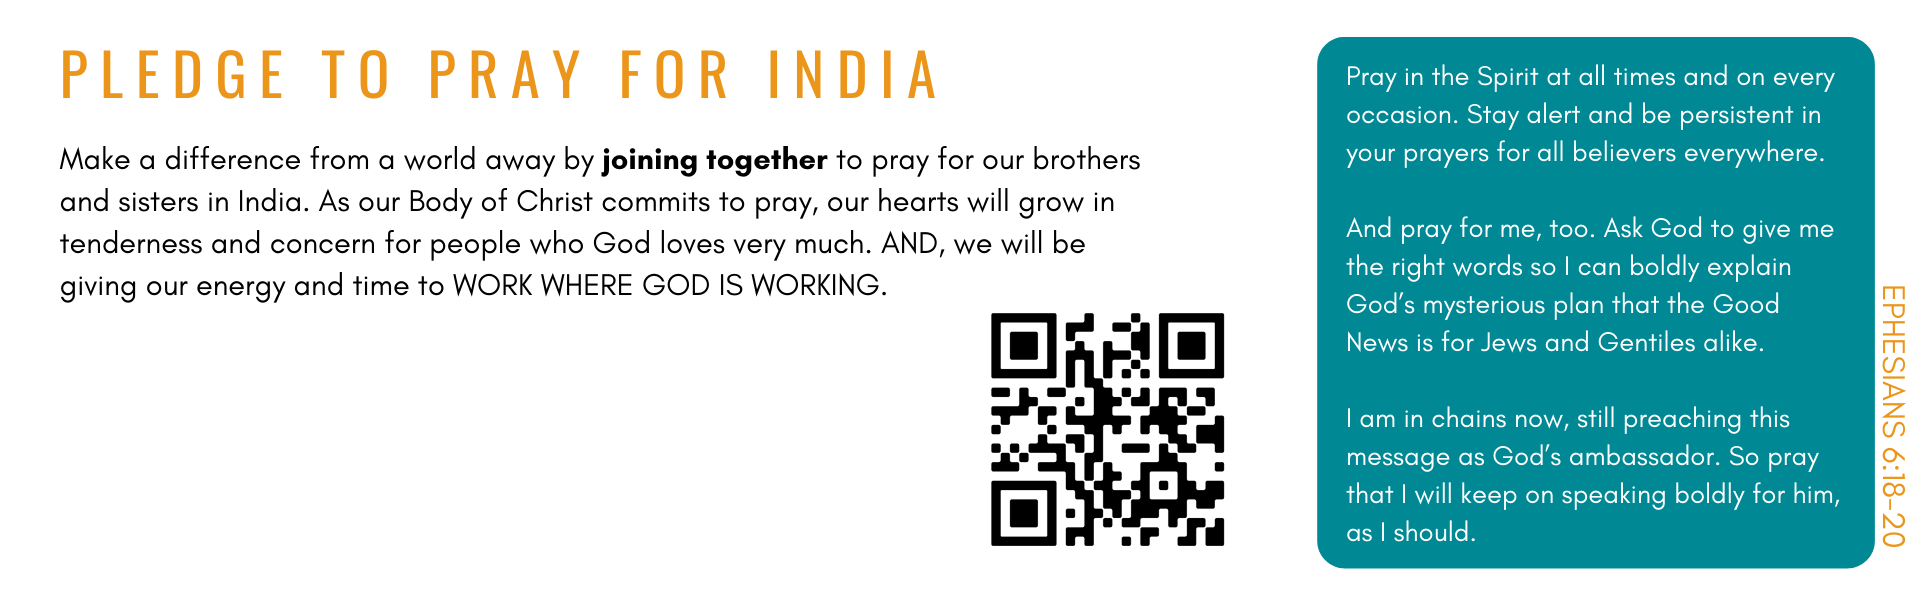 PLEDGE TO PRAY FOR INDIA
Make a difference from a world away by joining together to pray for our brothers
and sisters in India. As our Body of Christ commits to pray, our hearts will grow in
tenderness and concern for people who God loves very much. AND, we will be
giving our energy and time to WORK WHERE GOD IS WORKING.
Pray in the Spirit at all times and on every
occasion. Stay alert and be persistent in
your prayers for all believers everywhere.
And pray for me, too. Ask God to give me
the right words so I can boldly explain
God’s mysterious plan that the Good
News is for Jews and Gentiles alike.
I am in chains now, still preaching this
message as God’s ambassador. So pray
that I will keep on speaking boldly for him,
as I should.
EPHESIANS 6:18-20